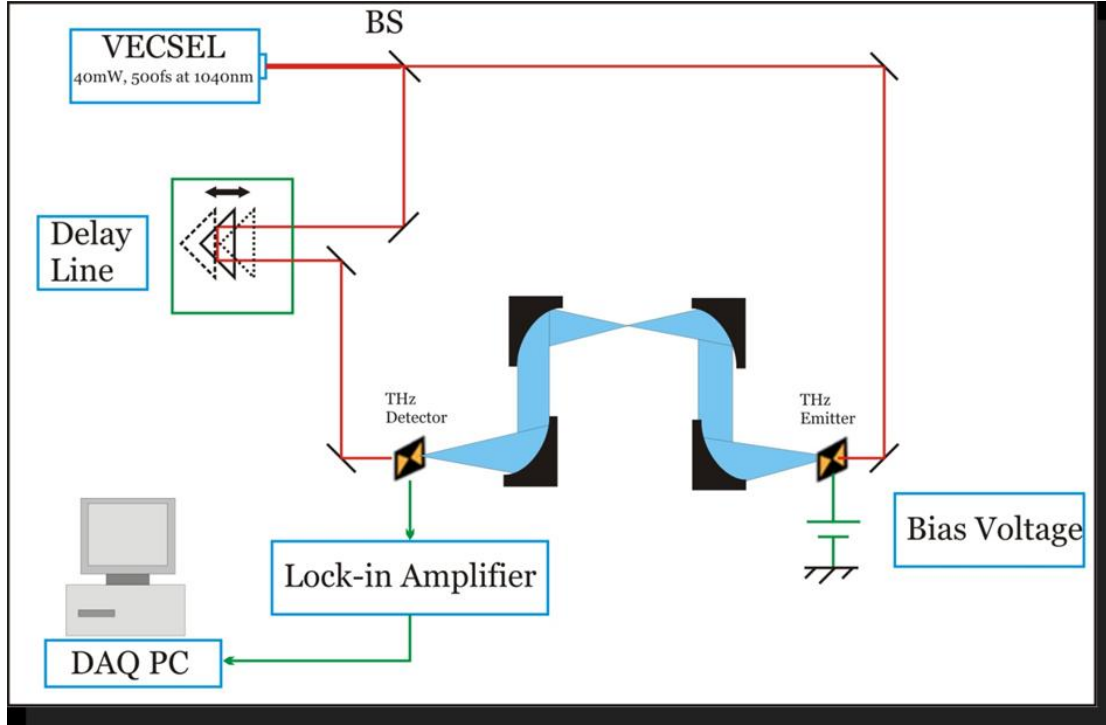 BS
VECSEL
40mW, 500fs at 1040nm
Delay
Line
THz
Detector
THz
Emitter
Bias Voltage
Lock-in Amplifier
DAQ PC